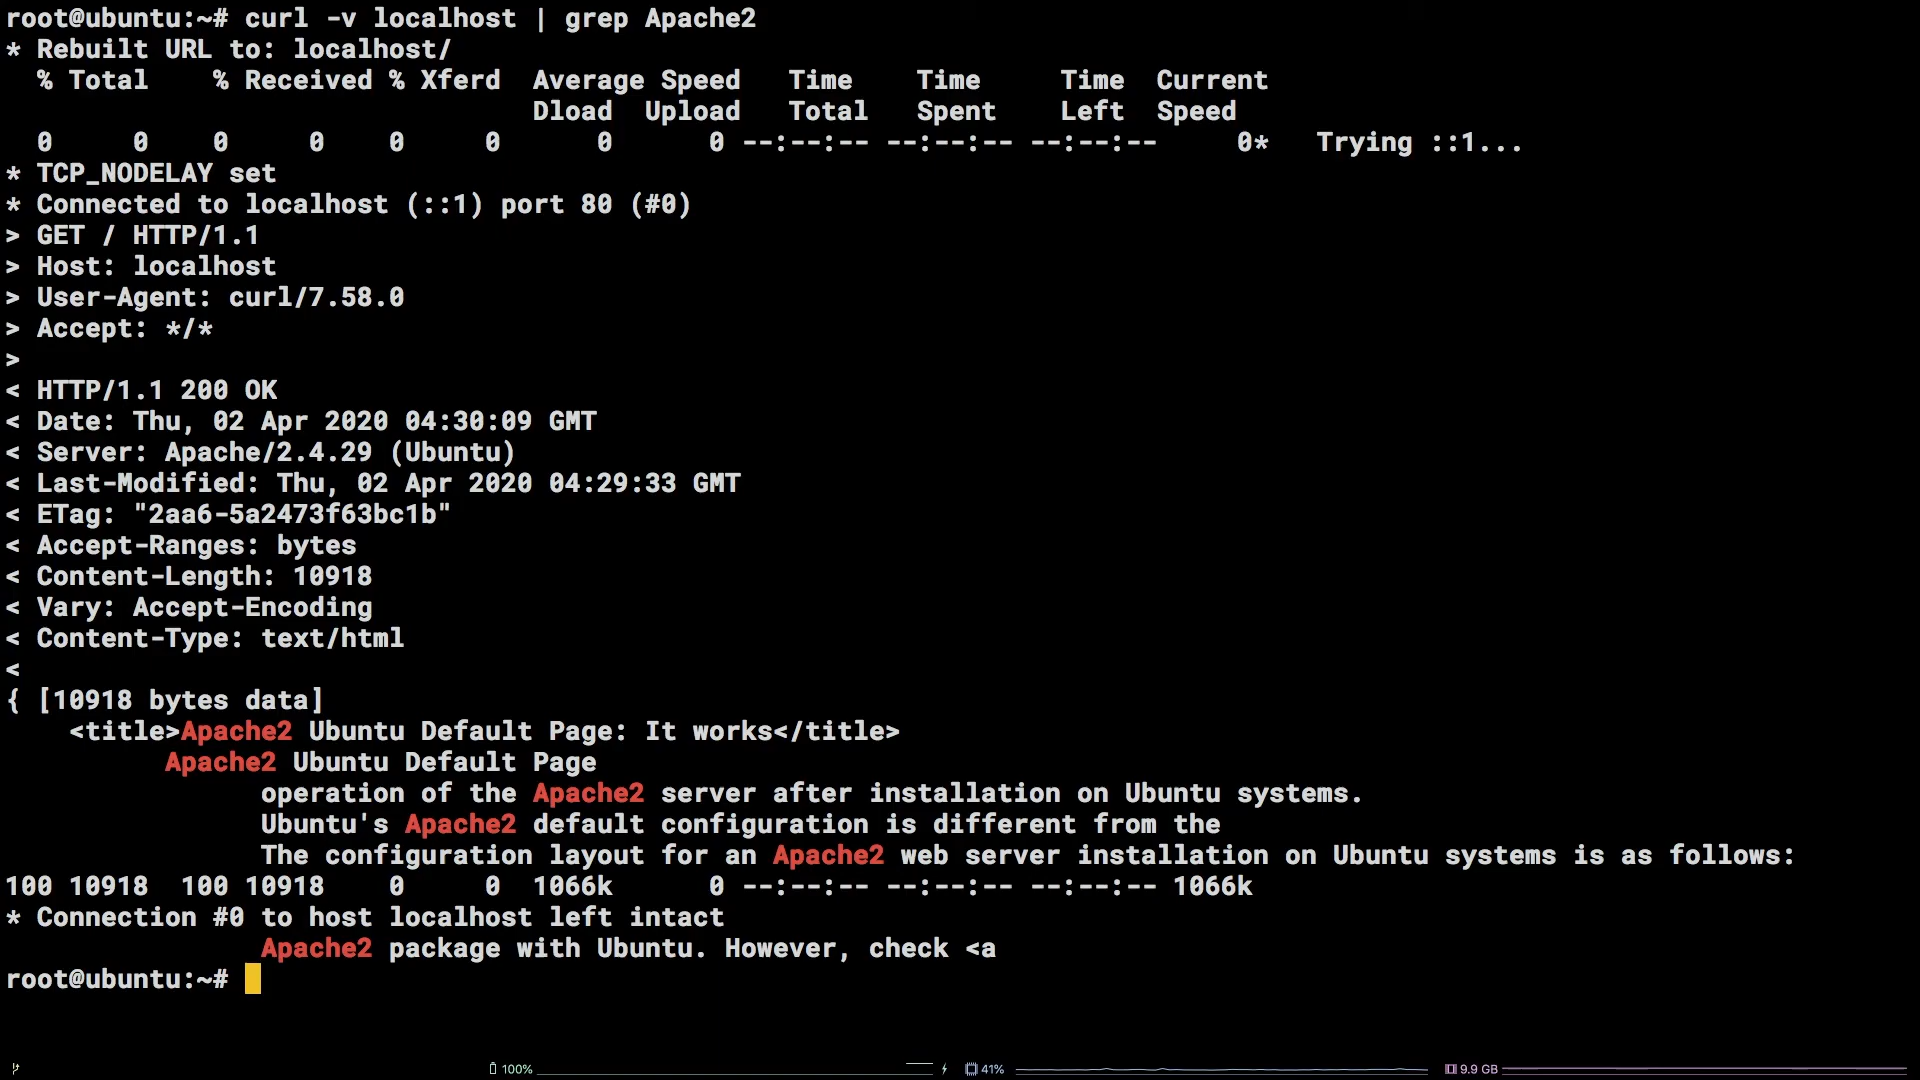 root@ubuntu:~# curl -v localhost | grep Apache2
* Rebuilt URL to: localhost/
  % Total    % Received % Xferd  Average Speed   Time    Time     Time  Current
                                 Dload  Upload   Total   Spent    Left  Speed
  0     0    0     0    0     0      0      0 --:--:-- --:--:-- --:--:--     0*   Trying ::1...
* TCP_NODELAY set
* Connected to localhost (::1) port 80 (#0)
> GET / HTTP/1.1
> Host: localhost
> User-Agent: curl/7.58.0
> Accept: */*
>
< HTTP/1.1 200 OK
< Date: Thu, 02 Apr 2020 04:30:09 GMT
< Server: Apache/2.4.29 (Ubuntu)
< Last-Modified: Thu, 02 Apr 2020 04:29:33 GMT
< ETag: "2aa6-5a2473f63bc1b"
< Accept-Ranges: bytes
< Content-Length: 10918
< Vary: Accept-Encoding
< Content-Type: text/html
<
{ [10918 bytes data]
    <title>Apache2 Ubuntu Default Page: It works</title>
          Apache2 Ubuntu Default Page
                operation of the Apache2 server after installation on Ubuntu systems.
                Ubuntu's Apache2 default configuration is different from the
                The configuration layout for an Apache2 web server installation on Ubuntu systems is as follows:
100 10918  100 10918    0     0  1066k      0 --:--:-- --:--:-- --:--:-- 1066k
* Connection #0 to host localhost left intact
                Apache2 package with Ubuntu. However, check <a
root@ubuntu:~#
100% 41% 9.9 GB